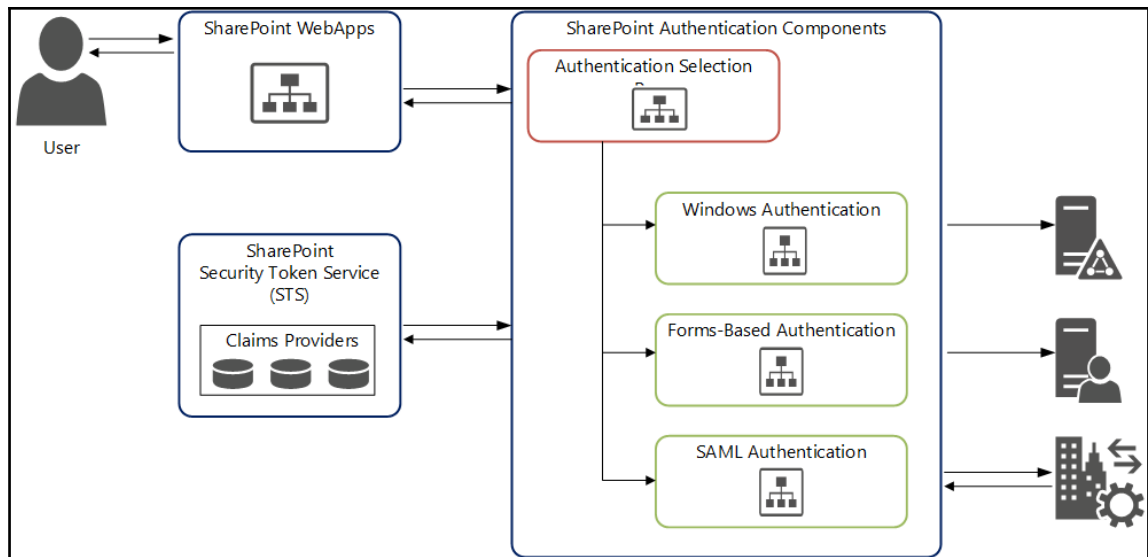 SharePoint WebApps
SharePoint Authentication Components
Authentication Selection
User
Windows Authentication
SharePoint
Security Token Service
(STS)
Claims Providers
Forms-Based Authentication
SAML Authentication